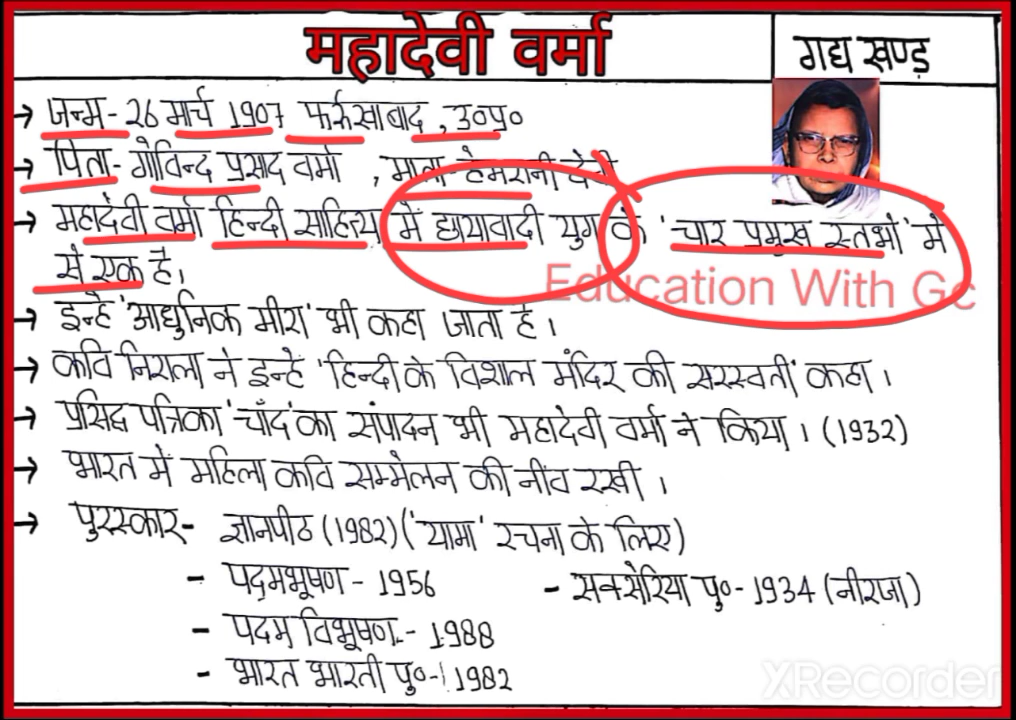 महादेवी वर्मा
गद्य खण्ड
→ जन्म - 26 मार्च 1907 फर्रुखाबाद, उ०प्र०
→ पिता - गोविन्द प्रसाद वर्मा , माता - हेमरानी देवी
→ महादेवी वर्मा हिन्दी साहित्य में छायावादी युग के 'चार प्रमुख स्तंभों' में
से एक है।
Education With Gc
→ इन्हें 'आधुनिक मीरा' भी कहा जाता है।
→ कवि निराला ने इन्हें 'हिन्दी के विशाल मंदिर की सरस्वती' कहा।
→ प्रसिद्ध पत्रिका 'चाँद' का संपादन भी महादेवी वर्मा ने किया। (1932)
→ भारत में महिला कवि सम्मेलन की नींव रखी।
→ पुरस्कार - ज्ञानपीठ (1982) ('यामा' रचना के लिए)
- पद्मभूषण - 1956 - सक्सेरिया पु० - 1934 (नीरजा)
- पदम विभूषण - 1988
- भारत भारती पु० - 1982
XRecorder